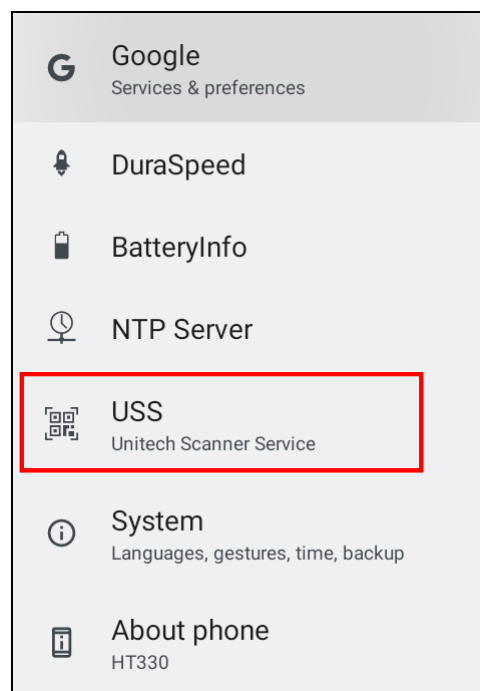 Google
Services & preferences
DuraSpeed
BatteryInfo
NTP Server
USS
Unitech Scanner Service
System
Languages, gestures, time, backup
About phone
HT330